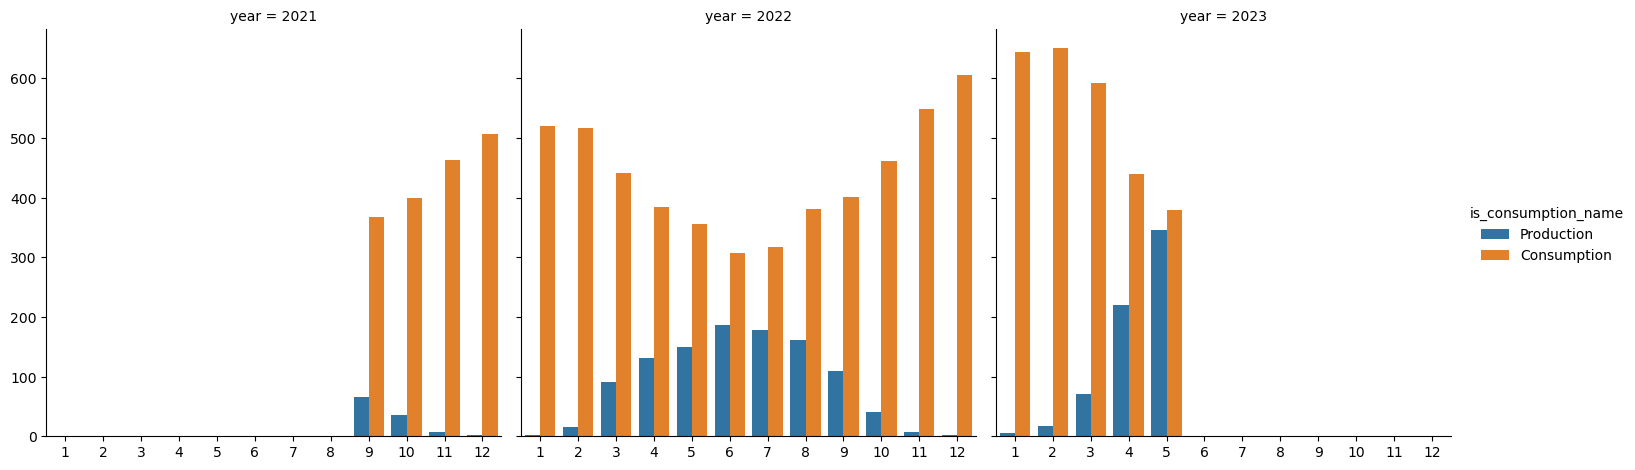 year = 2021
year = 2022
year = 2023
600
500
400
300
200
100
0
1 2 3 4 5 6 7 8 9 10 11 12
1 2 3 4 5 6 7 8 9 10 11 12
1 2 3 4 5 6 7 8 9 10 11 12
is_consumption_name
Production
Consumption